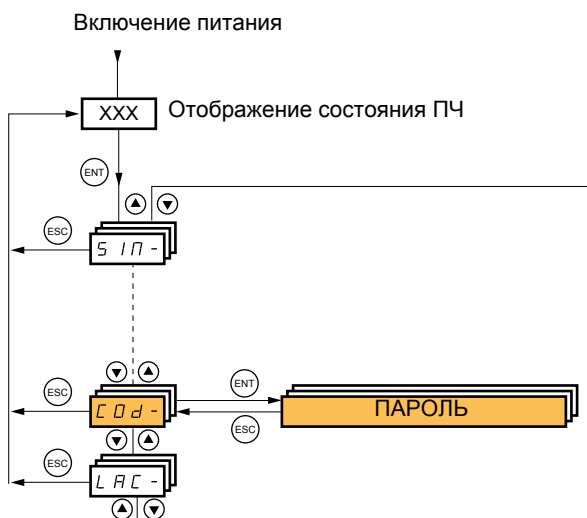 Включение питания
XXX
Отображение состояния ПЧ
ENT
ESC
SIM-
ESC
COd-
ENT
ESC
ПАРОЛЬ
ESC
LAC-